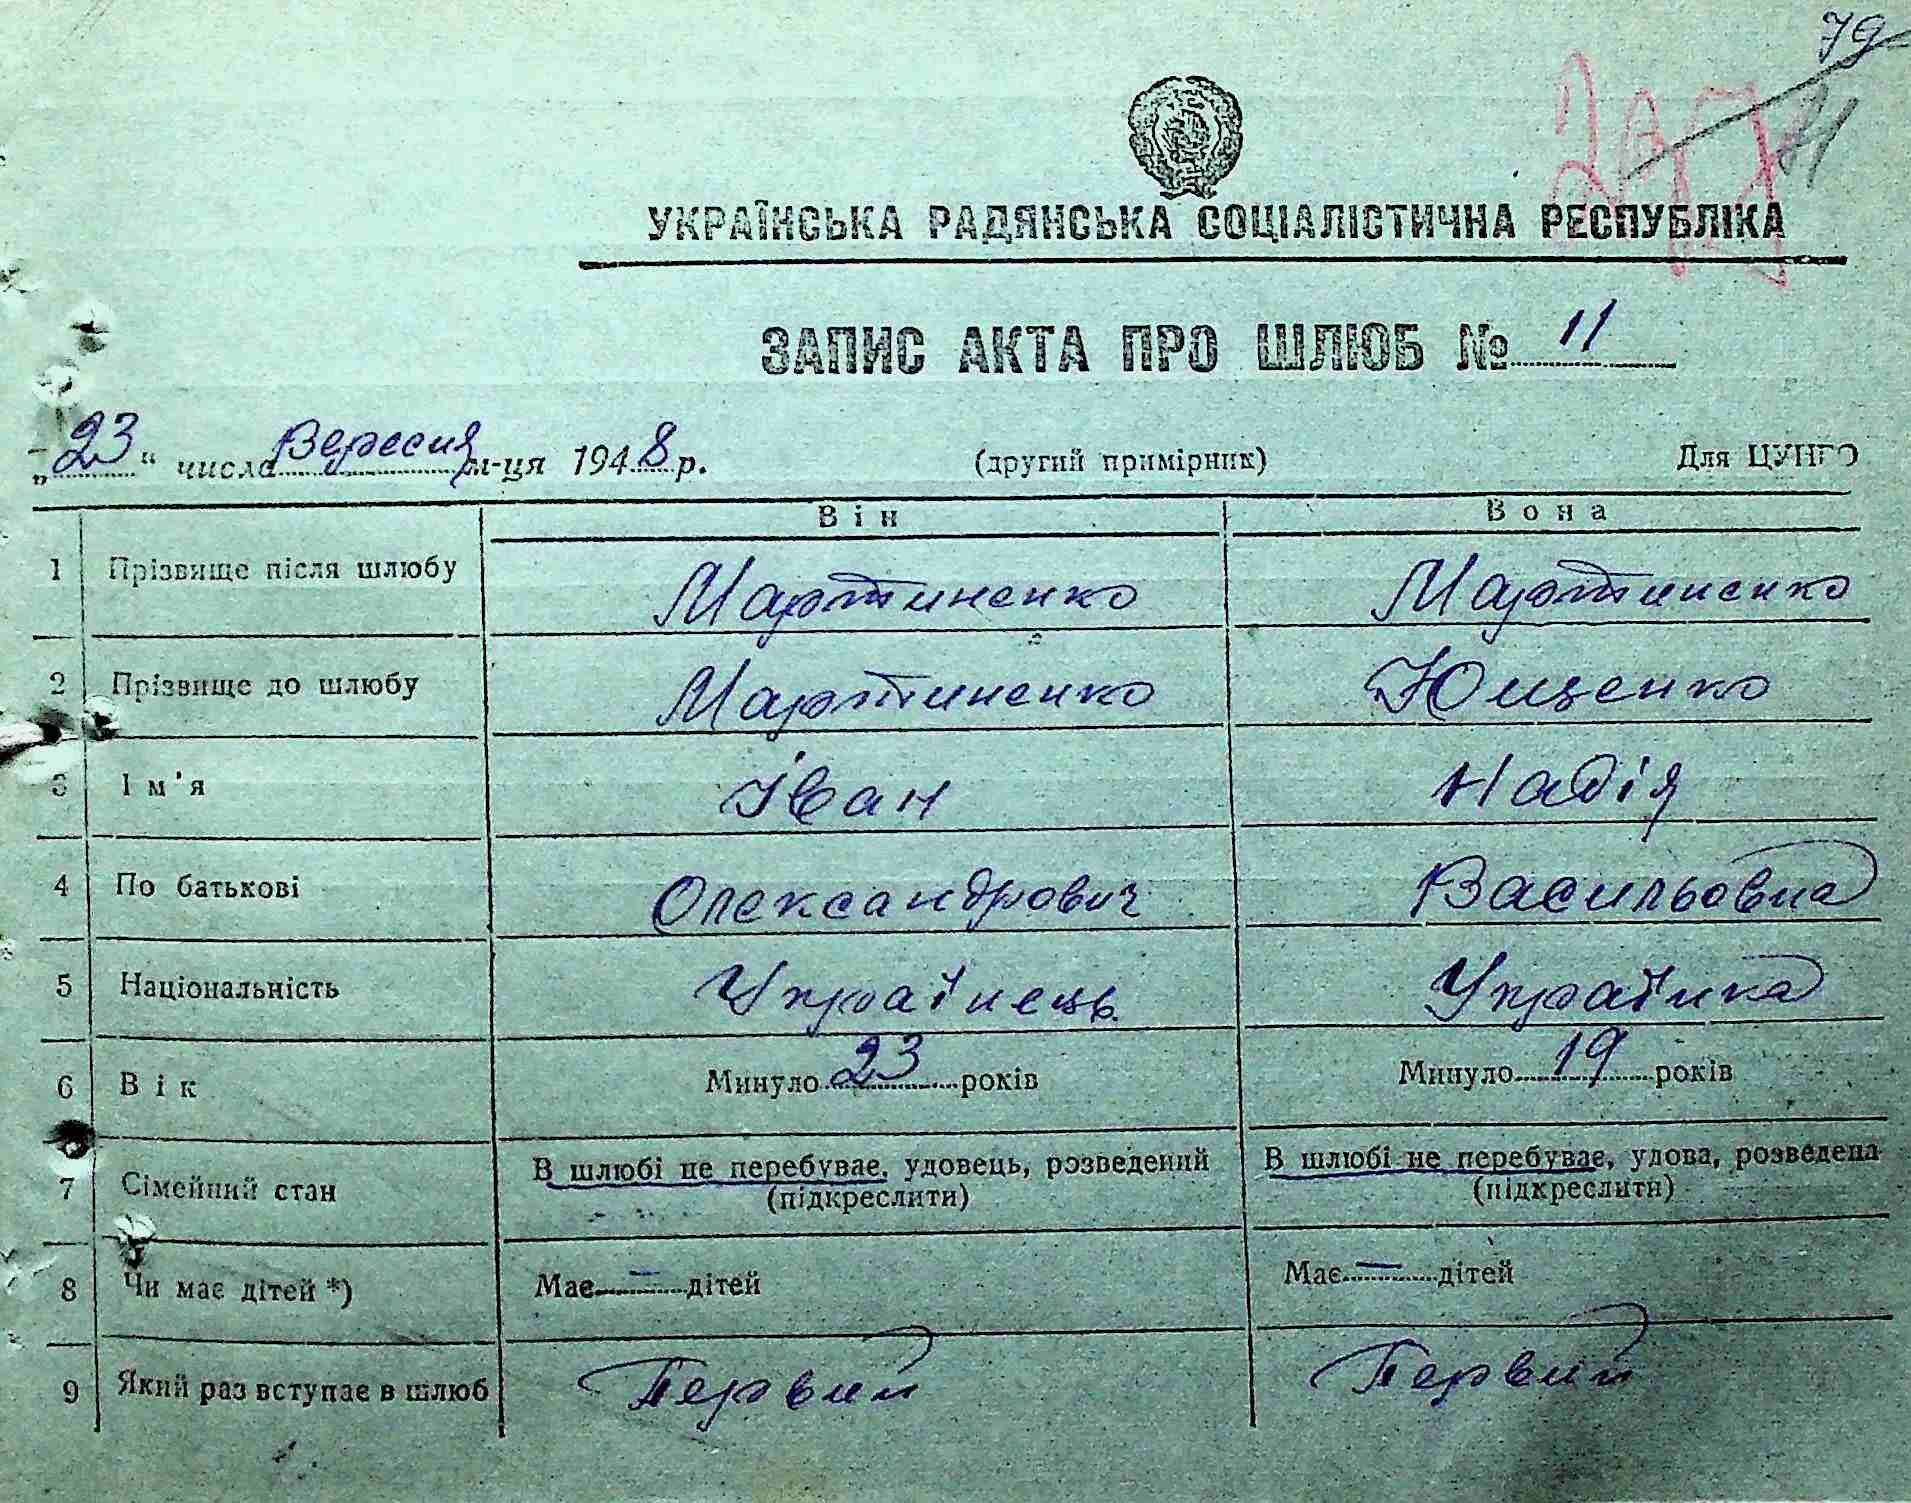 79
УКРАЇНСЬКА РАДЯНСЬКА СОЦІАЛІСТИЧНА РЕСПУБЛІКА
ЗАПИС АКТА ПРО ШЛЮБ № 11
„23“ числа Вересня м-ця 1948 р. (другий примірник) Для ЦУНГО
Він Вона
1 Прізвище після шлюбу Мартиненко Мартиненко
2 Прізвище до шлюбу Мартиненко Ющенко
3 Ім'я Іван Надія
4 По батькові Олександрович Васильовна
5 Національність Українець Українка
6 Вік Минуло 23 років Минуло 19 років
7 Сімейний стан В шлюбі не перебуває, удовець, розведений В шлюбі не перебуває, удова, розведена
(підкреслити) (підкреслити)
8 Чи має дітей *) Має — дітей Має — дітей
9 Який раз вступає в шлюб Первий Первий